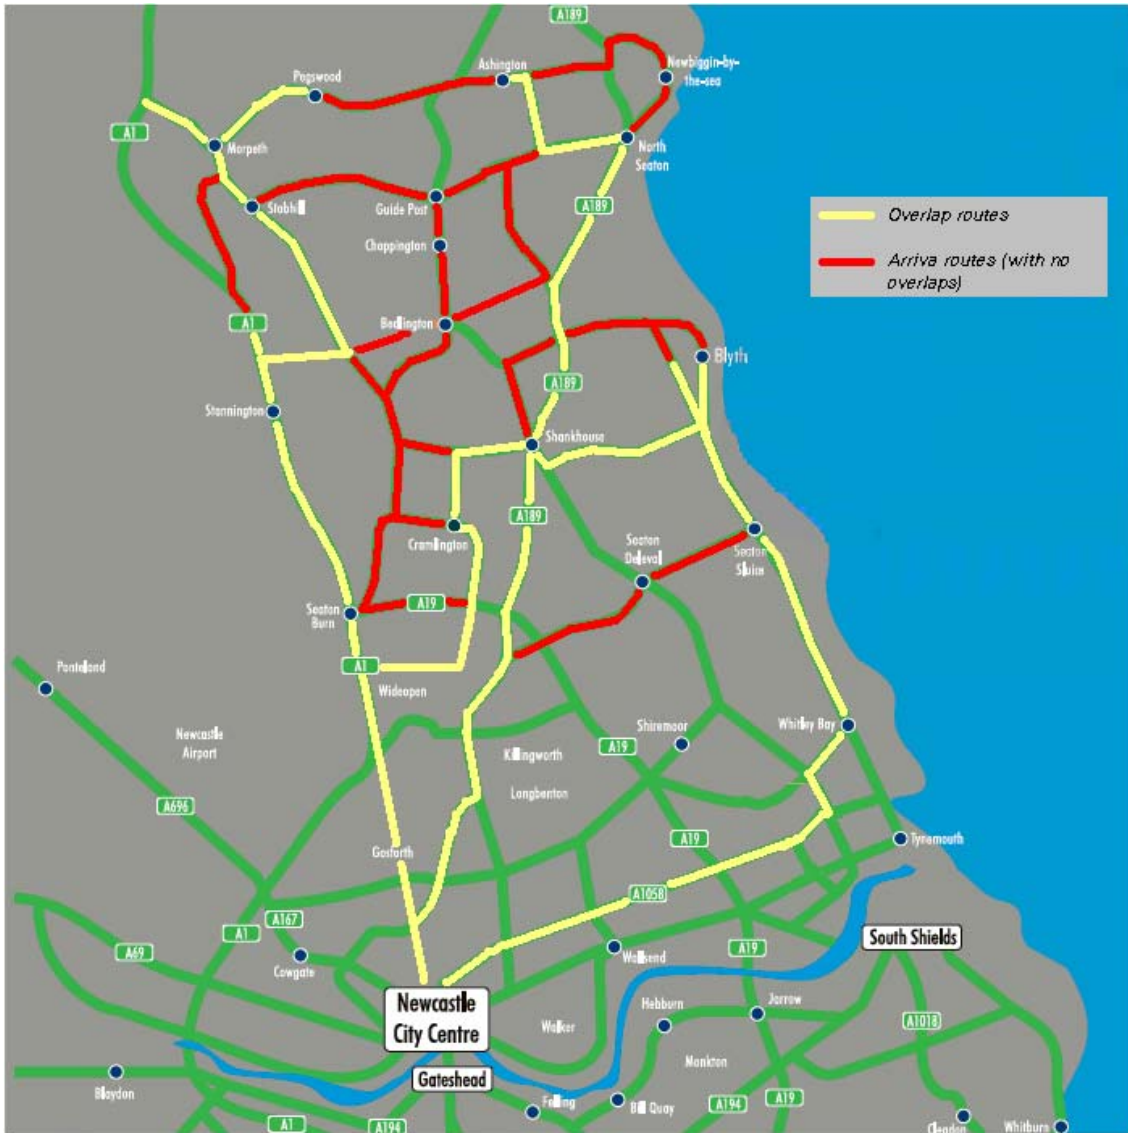 A189
Ashington
Newbiggin-by-
the-sea
Pegswood
A1
Morpeth
North
Seaton
Stobhill
Guide Post
A189
Overlap routes
Choppington
Arriva routes (with no
overlaps)
A1
Bedlington
Blyth
A189
Stannington
Shankhouse
A189
Cramlington
Seaton
Deleval
Seaton
Sluice
Seaton
Burn
A19
A1
Ponteland
Wideopen
Newcastle
Airport
Shiremoor
Whitley Bay
Killingworth
A19
Longbenton
A696
A19
Tynemouth
Gosforth
A1058
A167
A1
A69
Cowgate
Wallsend
A19
South Shields
Newcastle
City Centre
Hebburn
Jarrow
Walker
A1018
Monkton
Gateshead
Blaydon
Felling
Bill Quay
A194
A19
A1
A194
Cleadon
Whitburn